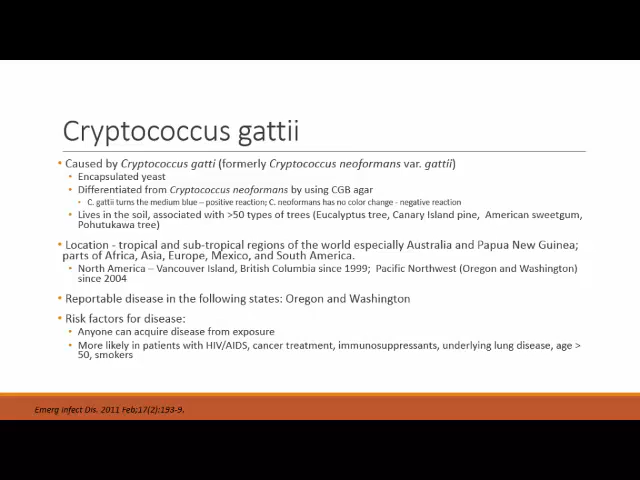 Cryptococcus gattii
• Caused by Cryptococcus gatti (formerly Cryptococcus neoformans var. gattii)
• Encapsulated yeast
• Differentiated from Cryptococcus neoformans by using CGB agar
• C. gattii turns the medium blue – positive reaction; C. neoformans has no color change - negative reaction
• Lives in the soil, associated with >50 types of trees (Eucalyptus tree, Canary Island pine, American sweetgum,
Pohutukawa tree)
• Location - tropical and sub-tropical regions of the world especially Australia and Papua New Guinea;
parts of Africa, Asia, Europe, Mexico, and South America.
• North America – Vancouver Island, British Columbia since 1999; Pacific Northwest (Oregon and Washington)
since 2004
• Reportable disease in the following states: Oregon and Washington
• Risk factors for disease:
• Anyone can acquire disease from exposure
• More likely in patients with HIV/AIDS, cancer treatment, immunosuppressants, underlying lung disease, age >
50, smokers
Emerg Infect Dis. 2011 Feb;17(2):193-9.